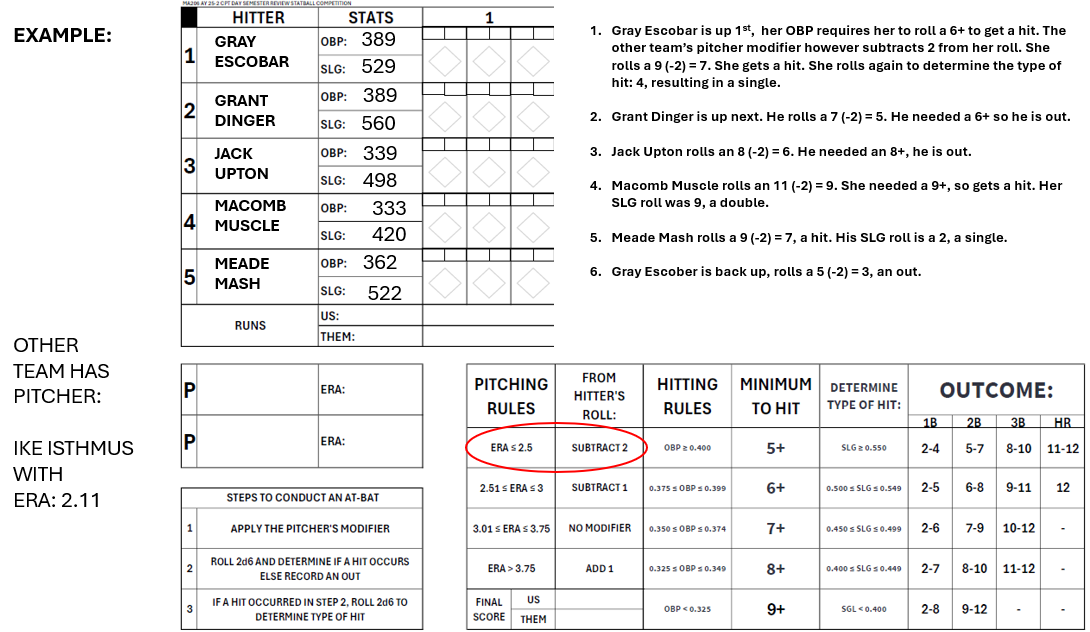 MA206 AY 25-2 CPT DAY SEMESTER REVIEW STATBALL COMPETITION
EXAMPLE:
HITTER STATS 1
1 GRAY ESCOBAR OBP: 389
SLG: 529
2 GRANT DINGER OBP: 389
SLG: 560
3 JACK UPTON OBP: 339
SLG: 498
4 MACOMB MUSCLE OBP: 333
SLG: 420
5 MEADE MASH OBP: 362
SLG: 522
RUNS US:
THEM:
1. Gray Escobar is up 1st, her OBP requires her to roll a 6+ to get a hit. The
other team's pitcher modifier however subtracts 2 from her roll. She
rolls a 9 (-2) = 7. She gets a hit. She rolls again to determine the type of
hit: 4, resulting in a single.
2. Grant Dinger is up next. He rolls a 7 (-2) = 5. He needed a 6+ so he is out.
3. Jack Upton rolls an 8 (-2) = 6. He needed an 8+, he is out.
4. Macomb Muscle rolls an 11 (-2) = 9. She needed a 9+, so gets a hit. Her
SLG roll was 9, a double.
5. Meade Mash rolls a 9 (-2) = 7, a hit. His SLG roll is a 2, a single.
6. Gray Escober is back up, rolls a 5 (-2) = 3, an out.
OTHER
TEAM HAS
PITCHER:
IKE ISTHMUS
WITH
ERA: 2.11
P ERA:
P ERA:
STEPS TO CONDUCT AN AT-BAT
1 APPLY THE PITCHER'S MODIFIER
2 ROLL 2d6 AND DETERMINE IF A HIT OCCURS
ELSE RECORD AN OUT
3 IF A HIT OCCURRED IN STEP 2, ROLL 2d6 TO
DETERMINE TYPE OF HIT
PITCHING RULES FROM HITTER'S ROLL: HITTING RULES MINIMUM TO HIT DETERMINE TYPE OF HIT: OUTCOME:
1B 2B 3B HR
ERA ≤ 2.5 SUBTRACT 2 OBP ≥ 0.400 5+ SLG ≥ 0.550 2-4 5-7 8-10 11-12
2.51 ≤ ERA ≤ 3 SUBTRACT 1 0.375 ≤ OBP ≤ 0.399 6+ 0.500 ≤ SLG ≤ 0.549 2-5 6-8 9-11 12
3.01 ≤ ERA ≤ 3.75 NO MODIFIER 0.350 ≤ OBP ≤ 0.374 7+ 0.450 ≤ SLG ≤ 0.499 2-6 7-9 10-12 -
ERA > 3.75 ADD 1 0.325 ≤ OBP ≤ 0.349 8+ 0.400 ≤ SLG ≤ 0.449 2-7 8-10 11-12 -
FINAL SCORE US THEM OBP < 0.325 9+ SGL < 0.400 2-8 9-12 - -